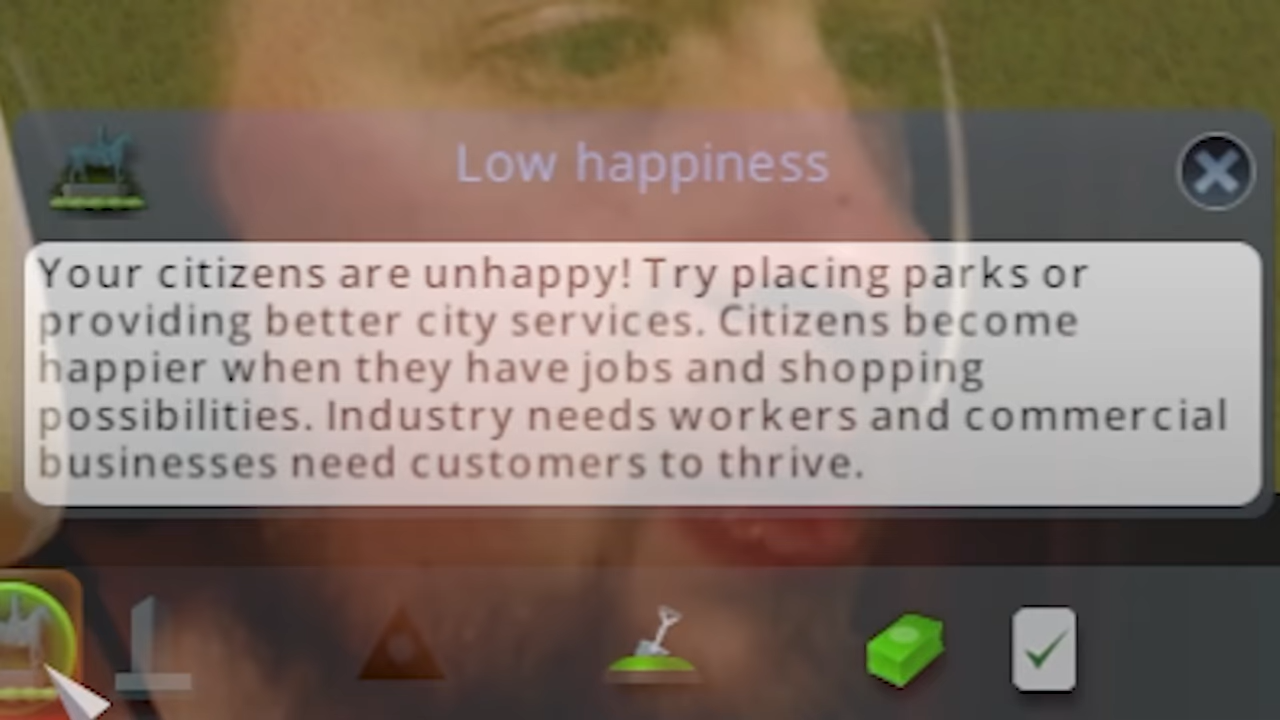 Low happiness
Your citizens are unhappy! Try placing parks or
providing better city services. Citizens become
happier when they have jobs and shopping
possibilities. Industry needs workers and commercial
businesses need customers to thrive.